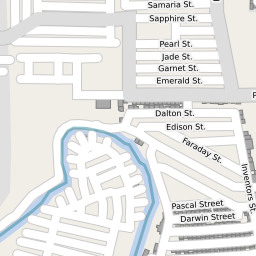 Samaria St.
Sapphire St.
Pearl St.
Jade St.
Garnet St.
Emerald St.
Dalton St.
Edison St.
Faraday St.
Inventors St.
Pascal Street
Darwin Street